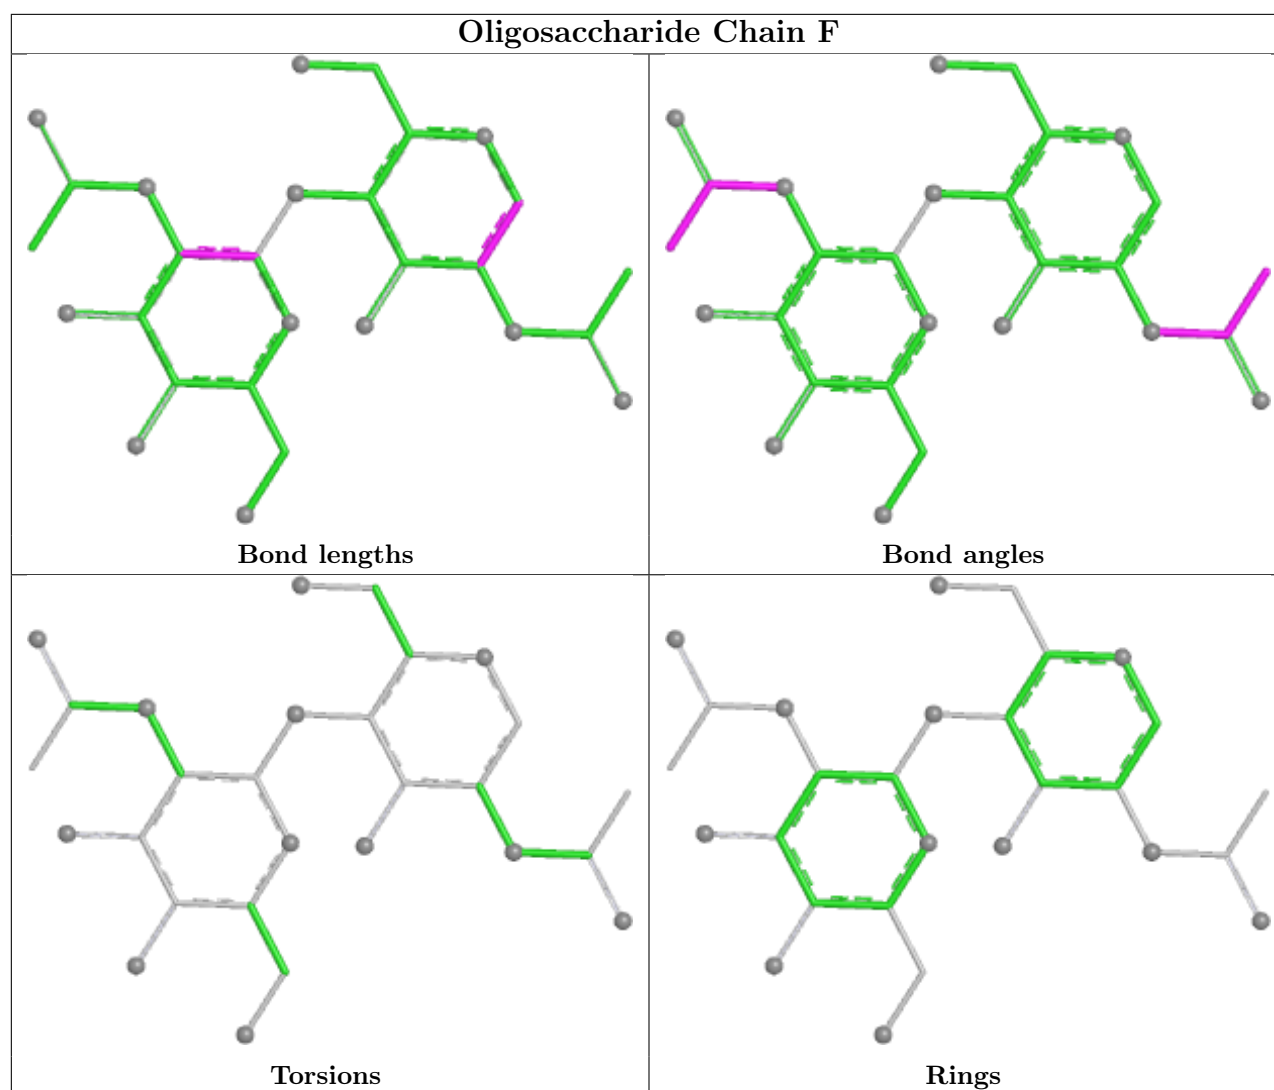 Oligosaccharide Chain F
Bond lengths
Bond angles
Torsions
Rings